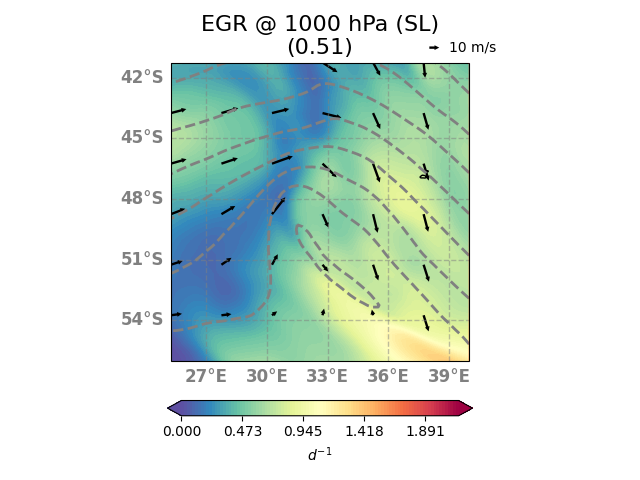 EGR @ 1000 hPa (SL)
(0.51)
10 m/s
42°S
45°S
48°S
51°S
54°S
27°E 30°E 33°E 36°E 39°E
0.000 0.473 0.945 1.418 1.891
d⁻¹